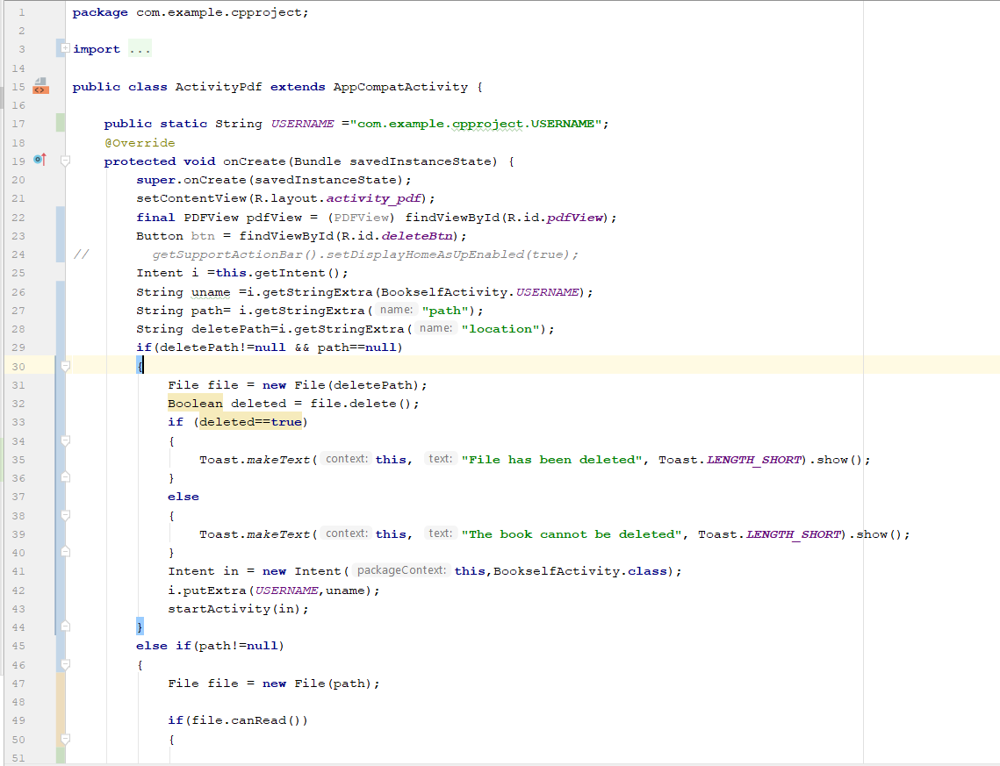 1 package com.example.cpproject;
2
3 import ...
14
15 public class ActivityPdf extends AppCompatActivity {
16
17 public static String USERNAME ="com.example.cpproject.USERNAME";
18 @Override
19 protected void onCreate(Bundle savedInstanceState) {
20 super.onCreate(savedInstanceState);
21 setContentView(R.layout.activity_pdf);
22 final PDFView pdfView = (PDFView) findViewById(R.id.pdfView);
23 Button btn = findViewById(R.id.deleteBtn);
24 // getSupportActionBar().setDisplayHomeAsUpEnabled(true);
25 Intent i =this.getIntent();
26 String uname =i.getStringExtra(BookselfActivity.USERNAME);
27 String path= i.getStringExtra( name: "path");
28 String deletePath=i.getStringExtra( name: "location");
29 if(deletePath!=null && path==null)
30 {
31 File file = new File(deletePath);
32 Boolean deleted = file.delete();
33 if (deleted==true)
34 {
35 Toast.makeText( context: this, text: "File has been deleted", Toast.LENGTH_SHORT).show();
36 }
37 else
38 {
39 Toast.makeText( context: this, text: "The book cannot be deleted", Toast.LENGTH_SHORT).show();
40 }
41 Intent in = new Intent( packageContext: this,BookselfActivity.class);
42 i.putExtra(USERNAME,uname);
43 startActivity(in);
44 }
45 else if(path!=null)
46 {
47 File file = new File(path);
48
49 if(file.canRead())
50 {
51